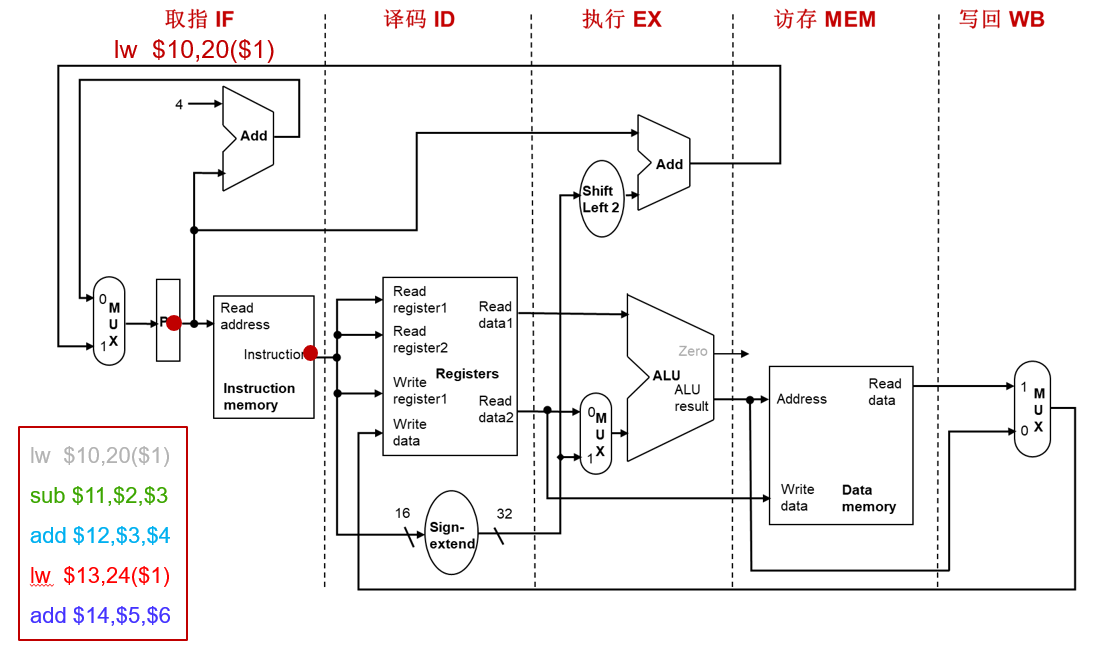 取指 IF
译码 ID
执行 EX
访存 MEM
写回 WB
lw $10,20($1)
4
Add
Add
Shift
Left 2
0
M
U
X
1
P
Read
address
Instruction
Instruction
memory
Read
register1
Read
register2
Write
register1
Write
data
Registers
Read
data1
Read
data2
0
M
U
X
1
Zero
ALU
ALU
result
Address
Read
data
Write
data
Data
memory
1
M
U
X
0
16
Sign-
extend
32
lw $10,20($1)
sub $11,$2,$3
add $12,$3,$4
lw $13,24($1)
add $14,$5,$6